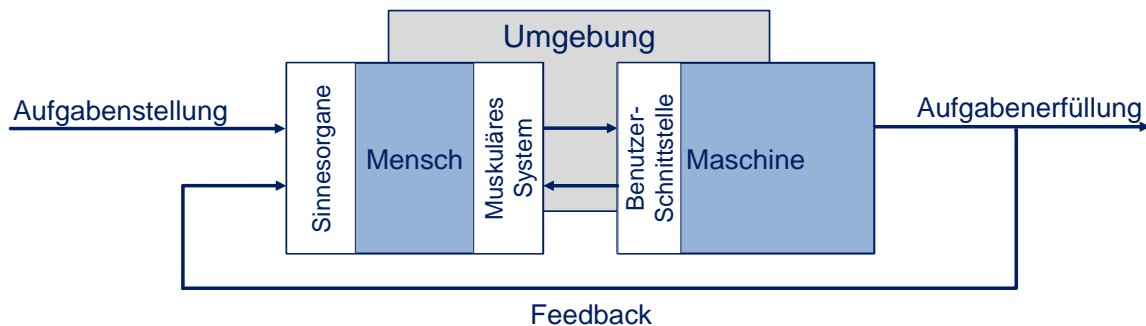 Umgebung
Aufgabenstellung
Sinnesorgane
Mensch
Muskuläres
System
Benutzer-
Schnittstelle
Maschine
Aufgabenerfüllung
Feedback